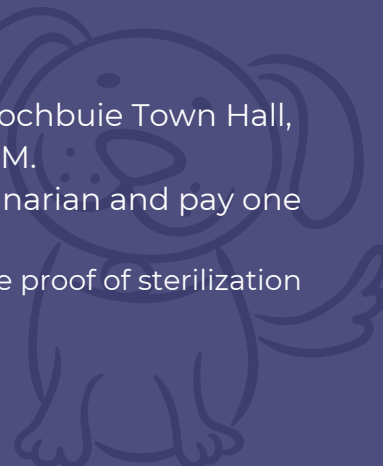 ochbuie Town Hall,
M.
narian and pay one
e proof of sterilization